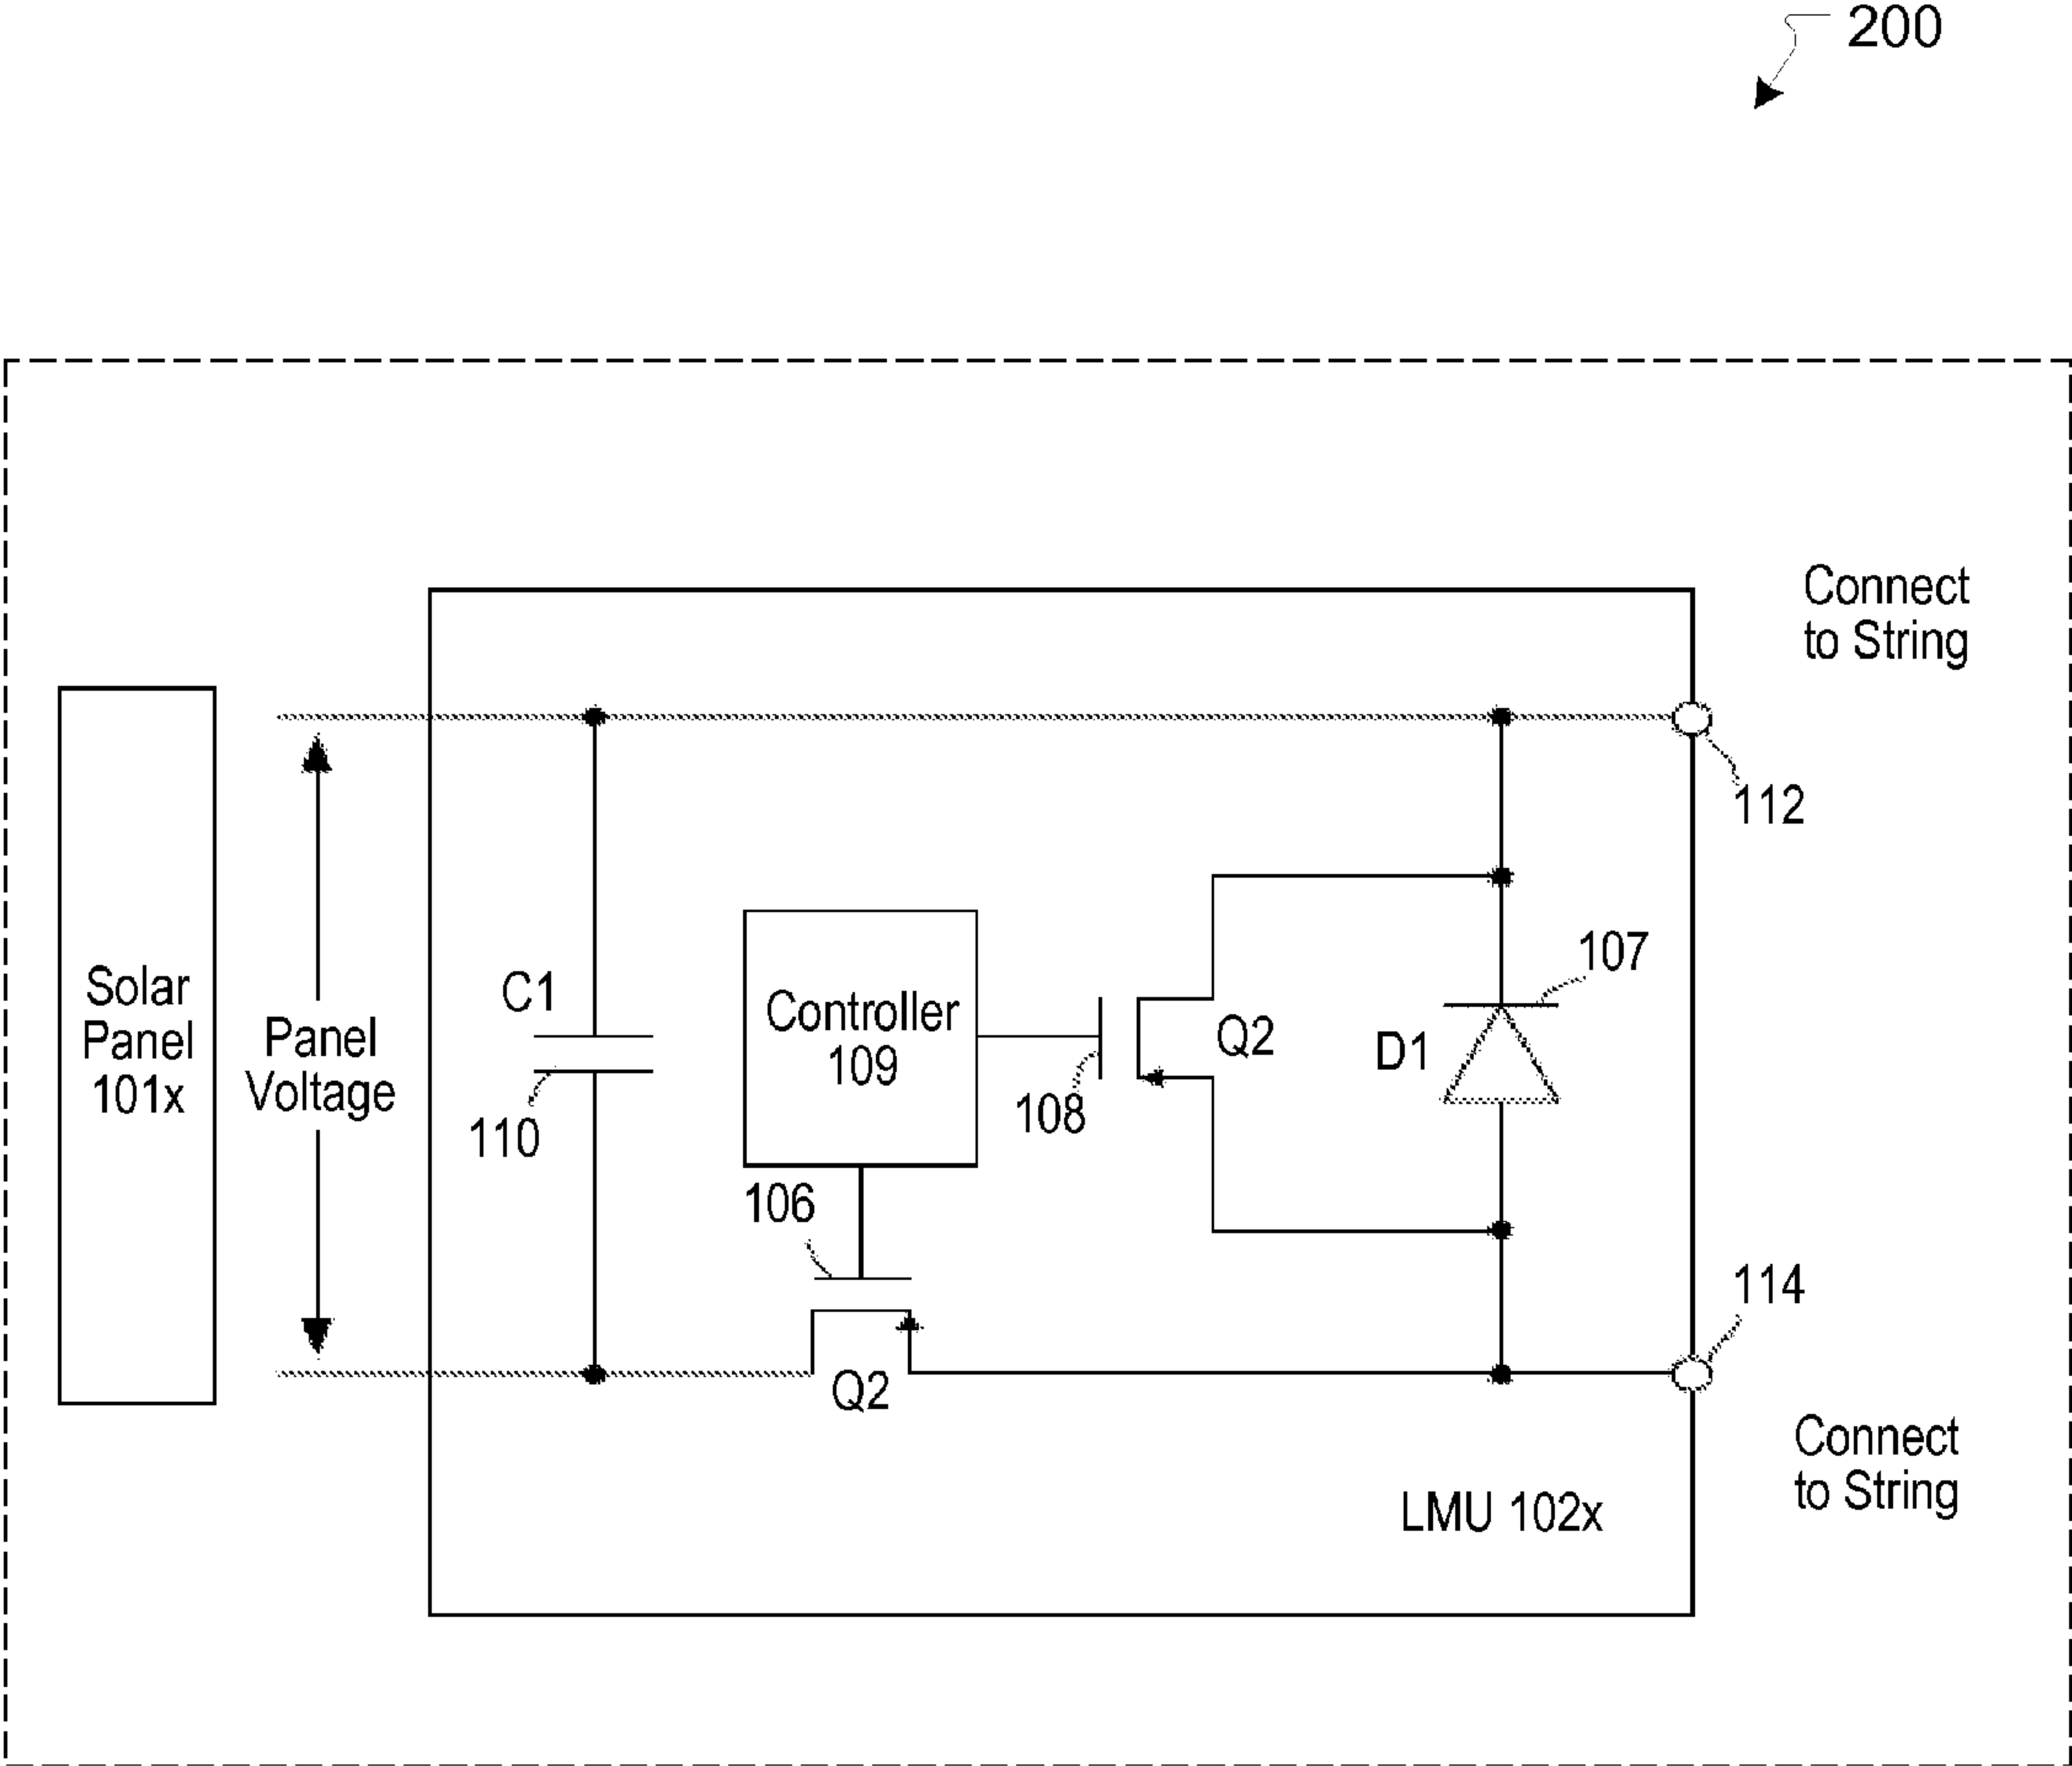 200
Connect
to String
112
Solar
Panel
101x
Panel
Voltage
C1
110
Controller
109
108
Q2
D1
107
106
Q2
114
Connect
to String
LMU 102x